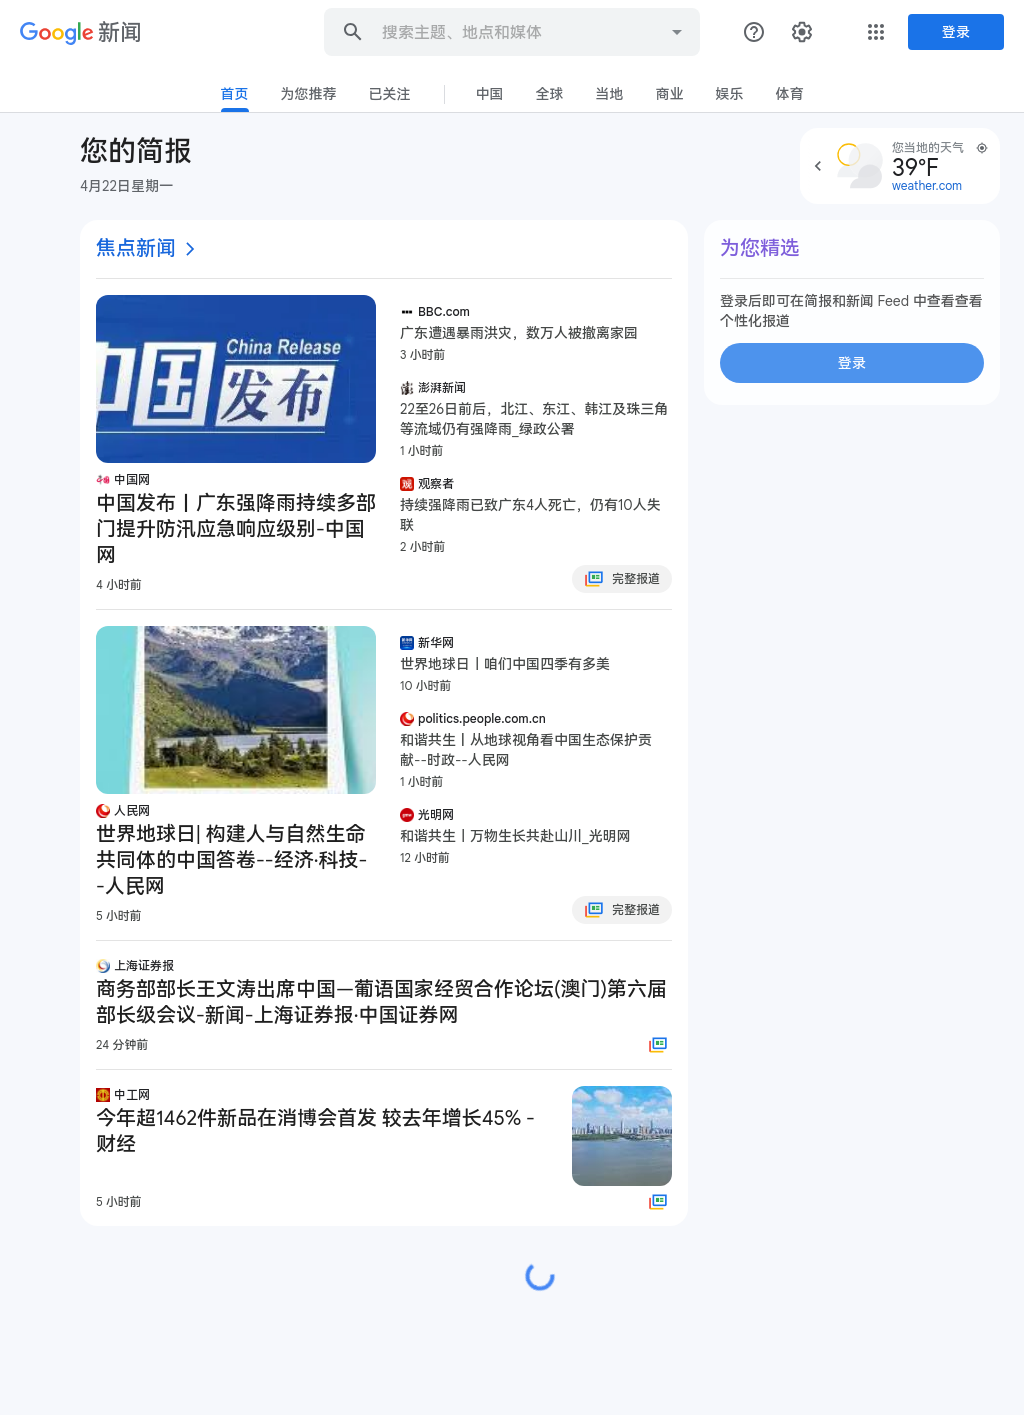 Google 新闻
搜索主题、地点和媒体
登录
首页
为您推荐
已关注
中国
全球
当地
商业
娱乐
体育
您的简报
4月22日星期一
您当地的天气
39°F
weather.com
焦点新闻
China Release
中国发布
中国网
中国发布丨广东强降雨持续多部
门提升防汛应急响应级别-中国
网
4 小时前
BBC.com
广东遭遇暴雨洪灾，数万人被撤离家园
3 小时前
澎湃新闻
22至26日前后，北江、东江、韩江及珠三角
等流域仍有强降雨_绿政公署
1 小时前
观察者
持续强降雨已致广东4人死亡，仍有10人失
联
2 小时前
完整报道
人民网
世界地球日| 构建人与自然生命
共同体的中国答卷--经济·科技-
-人民网
5 小时前
新华网
世界地球日丨咱们中国四季有多美
10 小时前
politics.people.com.cn
和谐共生丨从地球视角看中国生态保护贡
献--时政--人民网
1 小时前
光明网
和谐共生丨万物生长共赴山川_光明网
12 小时前
完整报道
上海证券报
商务部部长王文涛出席中国—葡语国家经贸合作论坛(澳门)第六届
部长级会议-新闻-上海证券报·中国证券网
24 分钟前
中工网
今年超1462件新品在消博会首发 较去年增长45% -
财经
5 小时前
为您精选
登录后即可在简报和新闻 Feed 中查看查看
个性化报道
登录